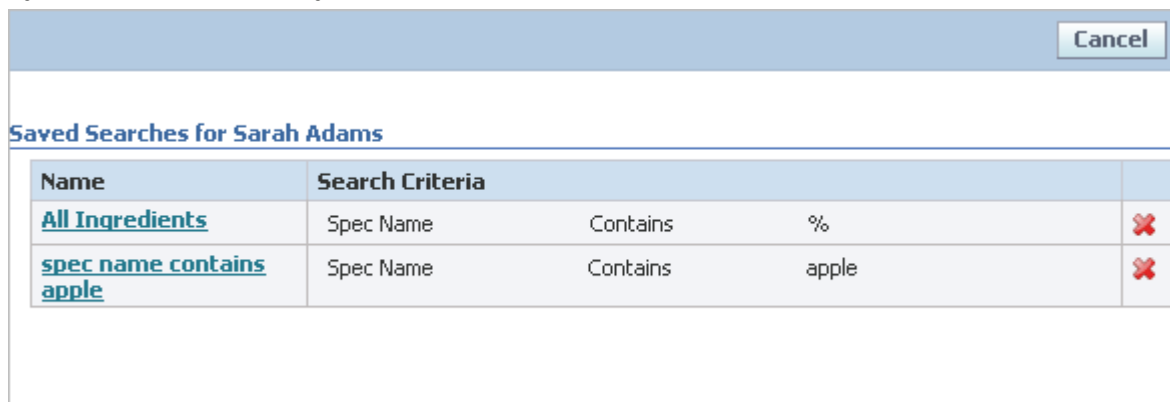 Cancel
Saved Searches for Sarah Adams
Name Search Criteria
All Ingredients Spec Name Contains %
spec name contains Spec Name Contains apple
apple